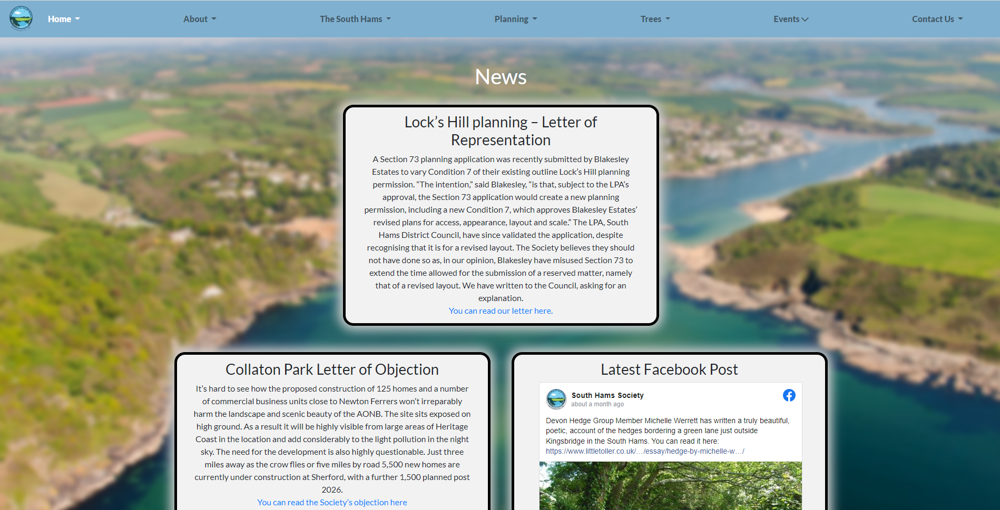 Home
About
The South Hams
Planning
Trees
Events
Contact Us
News
Lock’s Hill planning – Letter of
Representation
A Section 73 planning application was recently submitted by Blakesley
Estates to vary Condition 7 of their existing outline Lock’s Hill planning
permission. “The intention,” said Blakesley, “is that, subject to the LPA’s
approval, the Section 73 application would create a new planning
permission, including a new Condition 7, which approves Blakesley Estates’
revised plans for access, appearance, layout and scale.” The LPA, South
Hams District Council, have since validated the application, despite
recognising that it is for a revised layout. The Society believes they should
not have done so as, in our opinion, Blakesley have misused Section 73 to
extend the time allowed for the submission of a reserved matter, namely
that of a revised layout. We have written to the Council, asking for an
explanation.
You can read our letter here.
Collaton Park Letter of Objection
It’s hard to see how the proposed construction of 125 homes and a number
of commercial business units close to Newton Ferrers won’t irreparably
harm the landscape and scenic beauty of the AONB. The site sits exposed on
high ground. As a result it will be highly visible from large areas of Heritage
Coast in the location and add considerably to the light pollution in the night
sky. The need for the development is also highly questionable. Just three
miles away as the crow flies or five miles by road 5,500 new homes are
currently under construction at Sherford, with a further 1,500 planned post
2026.
You can read the Society’s objection here
Latest Facebook Post
South Hams Society
about a month ago
Devon Hedge Group Member Michelle Werrett has written a truly beautiful,
poetic, account of the hedges bordering a green lane just outside
Kingsbridge in the South Hams. You can read it here:
https://www.littletoller.co.uk/…/essay/hedge-by-michelle-w…/